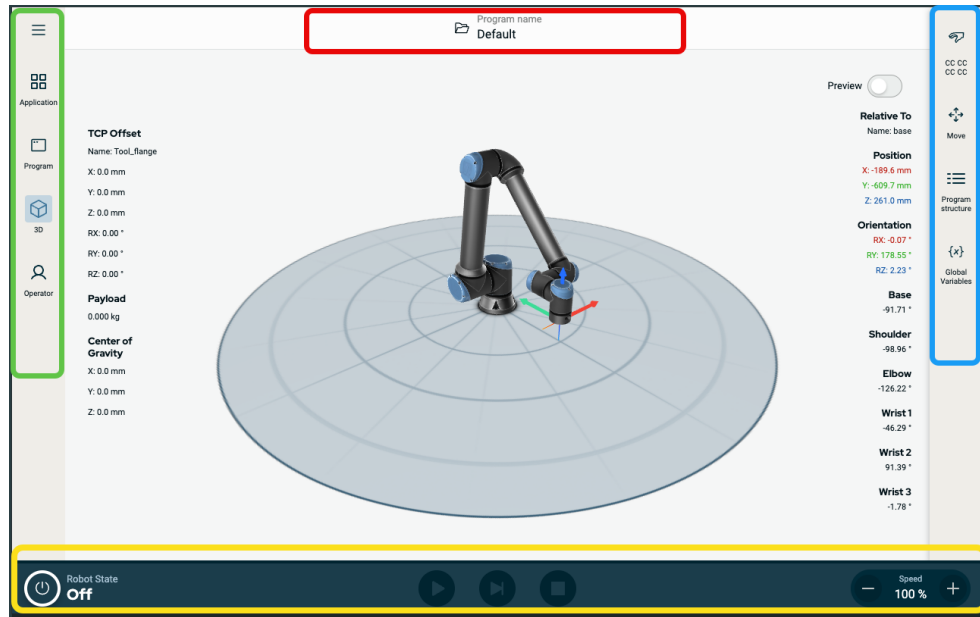 Program name
Default
Application
Program
3D
Operator
TCP Offset
Name: Tool_flange
X: 0.0 mm
Y: 0.0 mm
Z: 0.0 mm
RX: 0.00 °
RY: 0.00 °
RZ: 0.00 °
Payload
0.000 kg
Center of
Gravity
X: 0.0 mm
Y: 0.0 mm
Z: 0.0 mm
Preview
Relative To
Name: base
Position
X: -189.6 mm
Y: -609.7 mm
Z: 261.0 mm
Orientation
RX: -0.07 °
RY: 178.55 °
RZ: 2.23 °
Base
-91.71 °
Shoulder
-98.96 °
Elbow
-126.22 °
Wrist 1
-46.29 °
Wrist 2
91.39 °
Wrist 3
-1.78 °
CC CC
CC CC
Move
Program
structure
{x}
Global
Variables
Robot State
Off
Speed
100 %